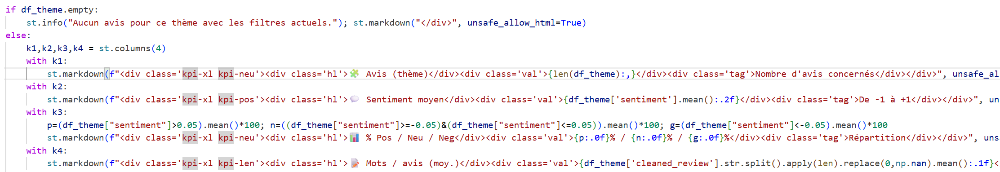 if df_theme.empty:
    st.info("Aucun avis pour ce thème avec les filtres actuels."); st.markdown("</div>", unsafe_allow_html=True)
else:
    k1,k2,k3,k4 = st.columns(4)
    with k1:
        st.markdown(f"<div class='kpi-xl kpi-neu'><div class='hl'>🧩 Avis (thème)</div><div class='val'>{len(df_theme):,}</div><div class='tag'>Nombre d'avis concernés</div></div>", unsafe_al
    with k2:
        st.markdown(f"<div class='kpi-xl kpi-pos'><div class='hl'>💬 Sentiment moyen</div><div class='val'>{df_theme['sentiment'].mean():.2f}</div><div class='tag'>De -1 à +1</div></div>", un
    with k3:
        p=(df_theme["sentiment"]>0.05).mean()*100; n=((df_theme["sentiment"]>=-0.05)&(df_theme["sentiment"]<=0.05)).mean()*100; g=(df_theme["sentiment"]<-0.05).mean()*100
        st.markdown(f"<div class='kpi-xl kpi-neu'><div class='hl'>📊 % Pos / Neu / Neg</div><div class='val'>{p:.0f}% / {n:.0f}% / {g:.0f}%</div><div class='tag'>Répartition</div></div>", uns
    with k4:
        st.markdown(f"<div class='kpi-xl kpi-len'><div class='hl'>📝 Mots / avis (moy.)</div><div class='val'>{df_theme['cleaned_review'].str.split().apply(len).replace(0,np.nan).mean():.1f}<